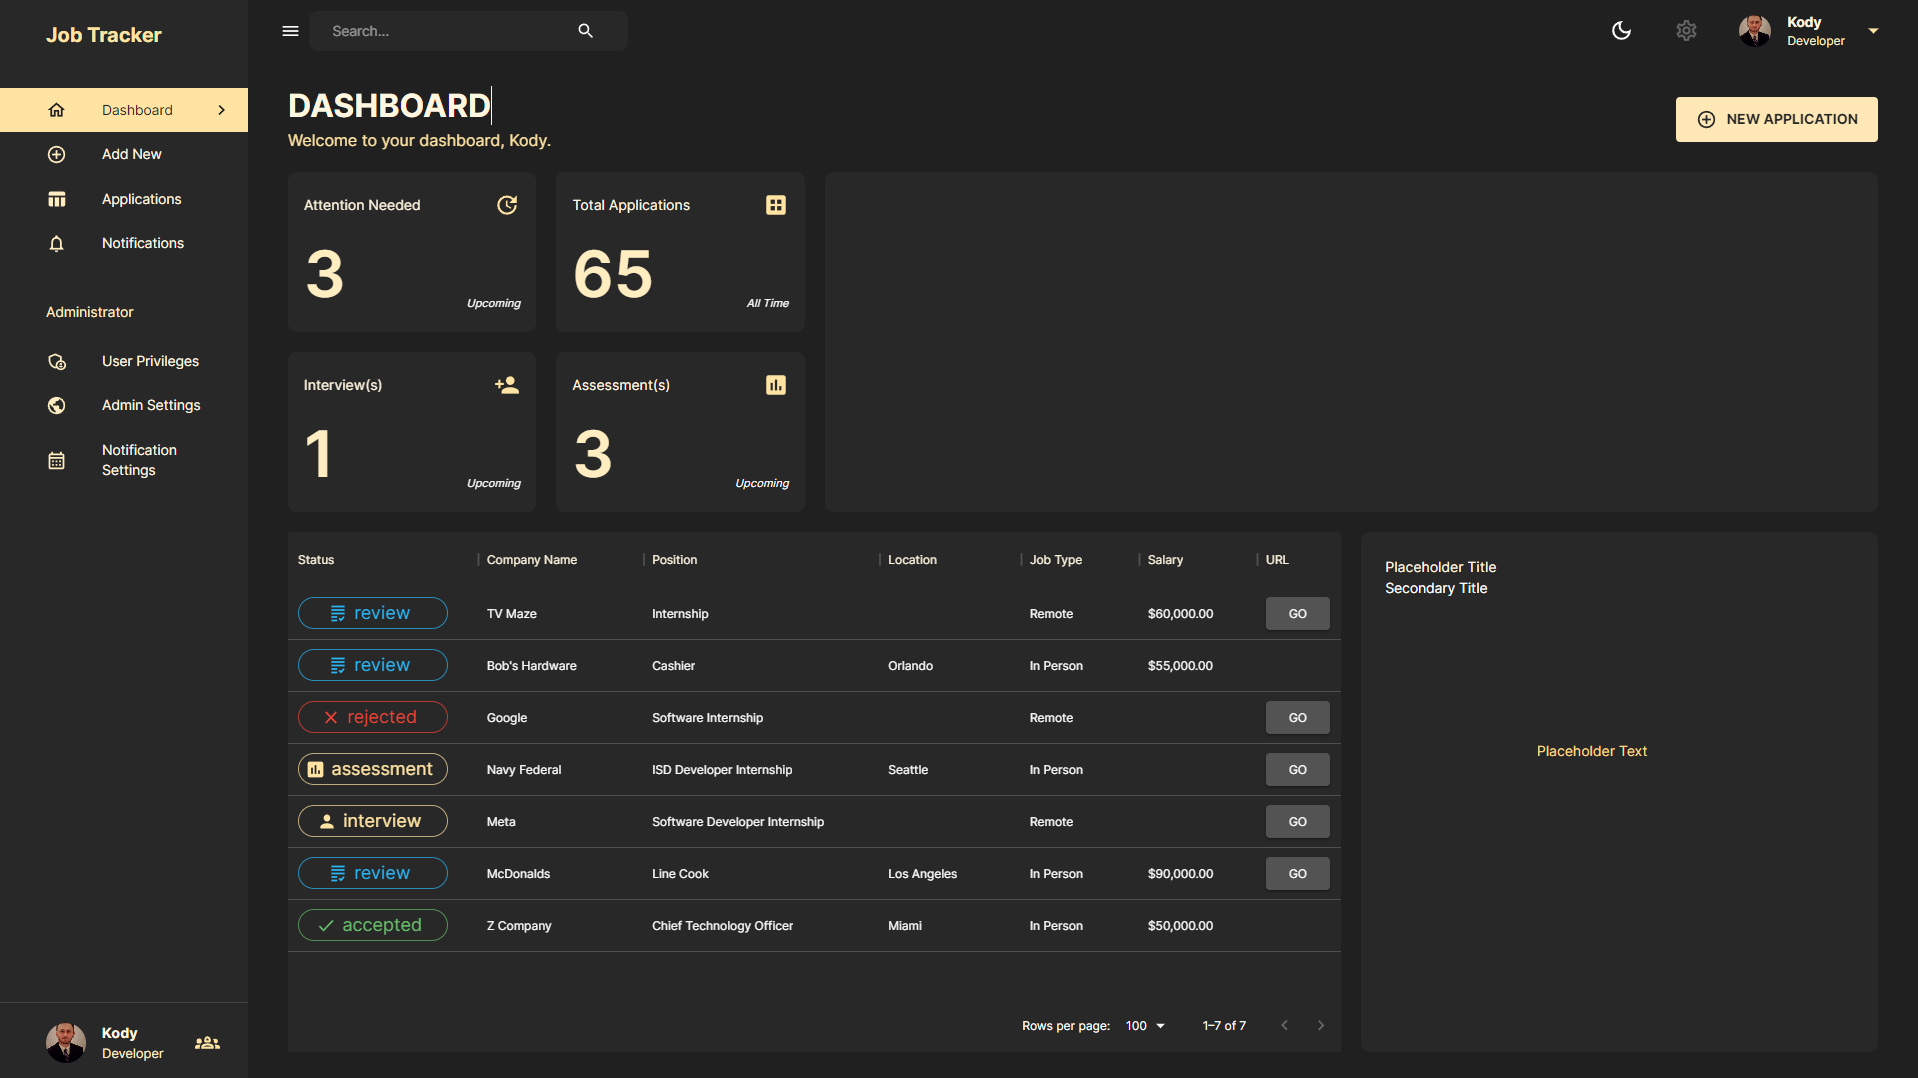 Job Tracker
Search...
Kody
Developer
Dashboard
Add New
Applications
Notifications
Administrator
User Privileges
Admin Settings
Notification
Settings
Kody
Developer
DASHBOARD
Welcome to your dashboard, Kody.
NEW APPLICATION
Attention Needed
3
Upcoming
Total Applications
65
All Time
Interview(s)
1
Upcoming
Assessment(s)
3
Upcoming
Status Company Name Position Location Job Type Salary URL
review TV Maze Internship Remote $60,000.00 GO
review Bob's Hardware Cashier Orlando In Person $55,000.00
rejected Google Software Internship Remote GO
assessment Navy Federal ISD Developer Internship Seattle In Person GO
interview Meta Software Developer Internship Remote GO
review McDonalds Line Cook Los Angeles In Person $90,000.00 GO
accepted Z Company Chief Technology Officer Miami In Person $50,000.00
Rows per page: 100 1–7 of 7
Placeholder Title
Secondary Title
Placeholder Text